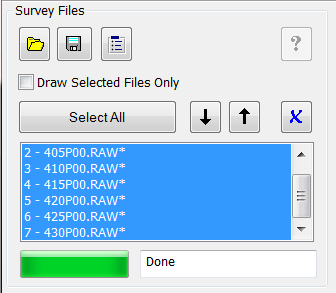 Survey Files
?
Draw Selected Files Only
Select All
2 - 405P00.RAW*
3 - 410P00.RAW*
4 - 415P00.RAW*
5 - 420P00.RAW*
6 - 425P00.RAW*
7 - 430P00.RAW*
Done